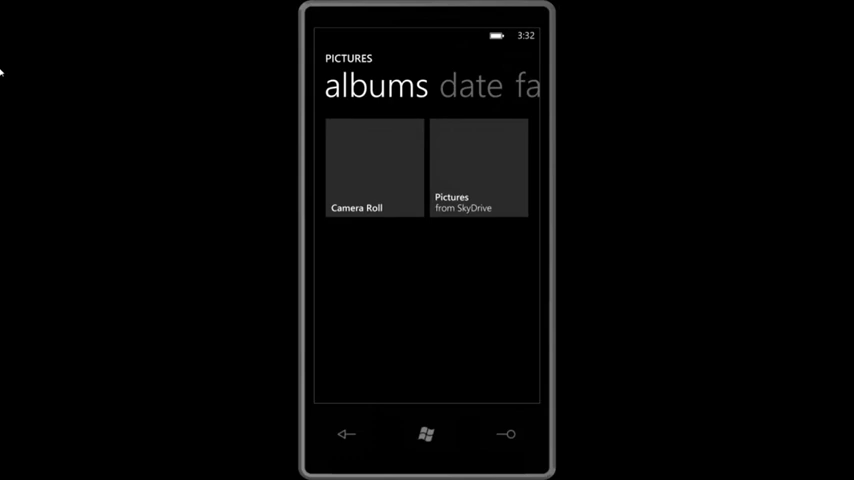 3:32
PICTURES
albums date fa
Camera Roll
Pictures
from SkyDrive